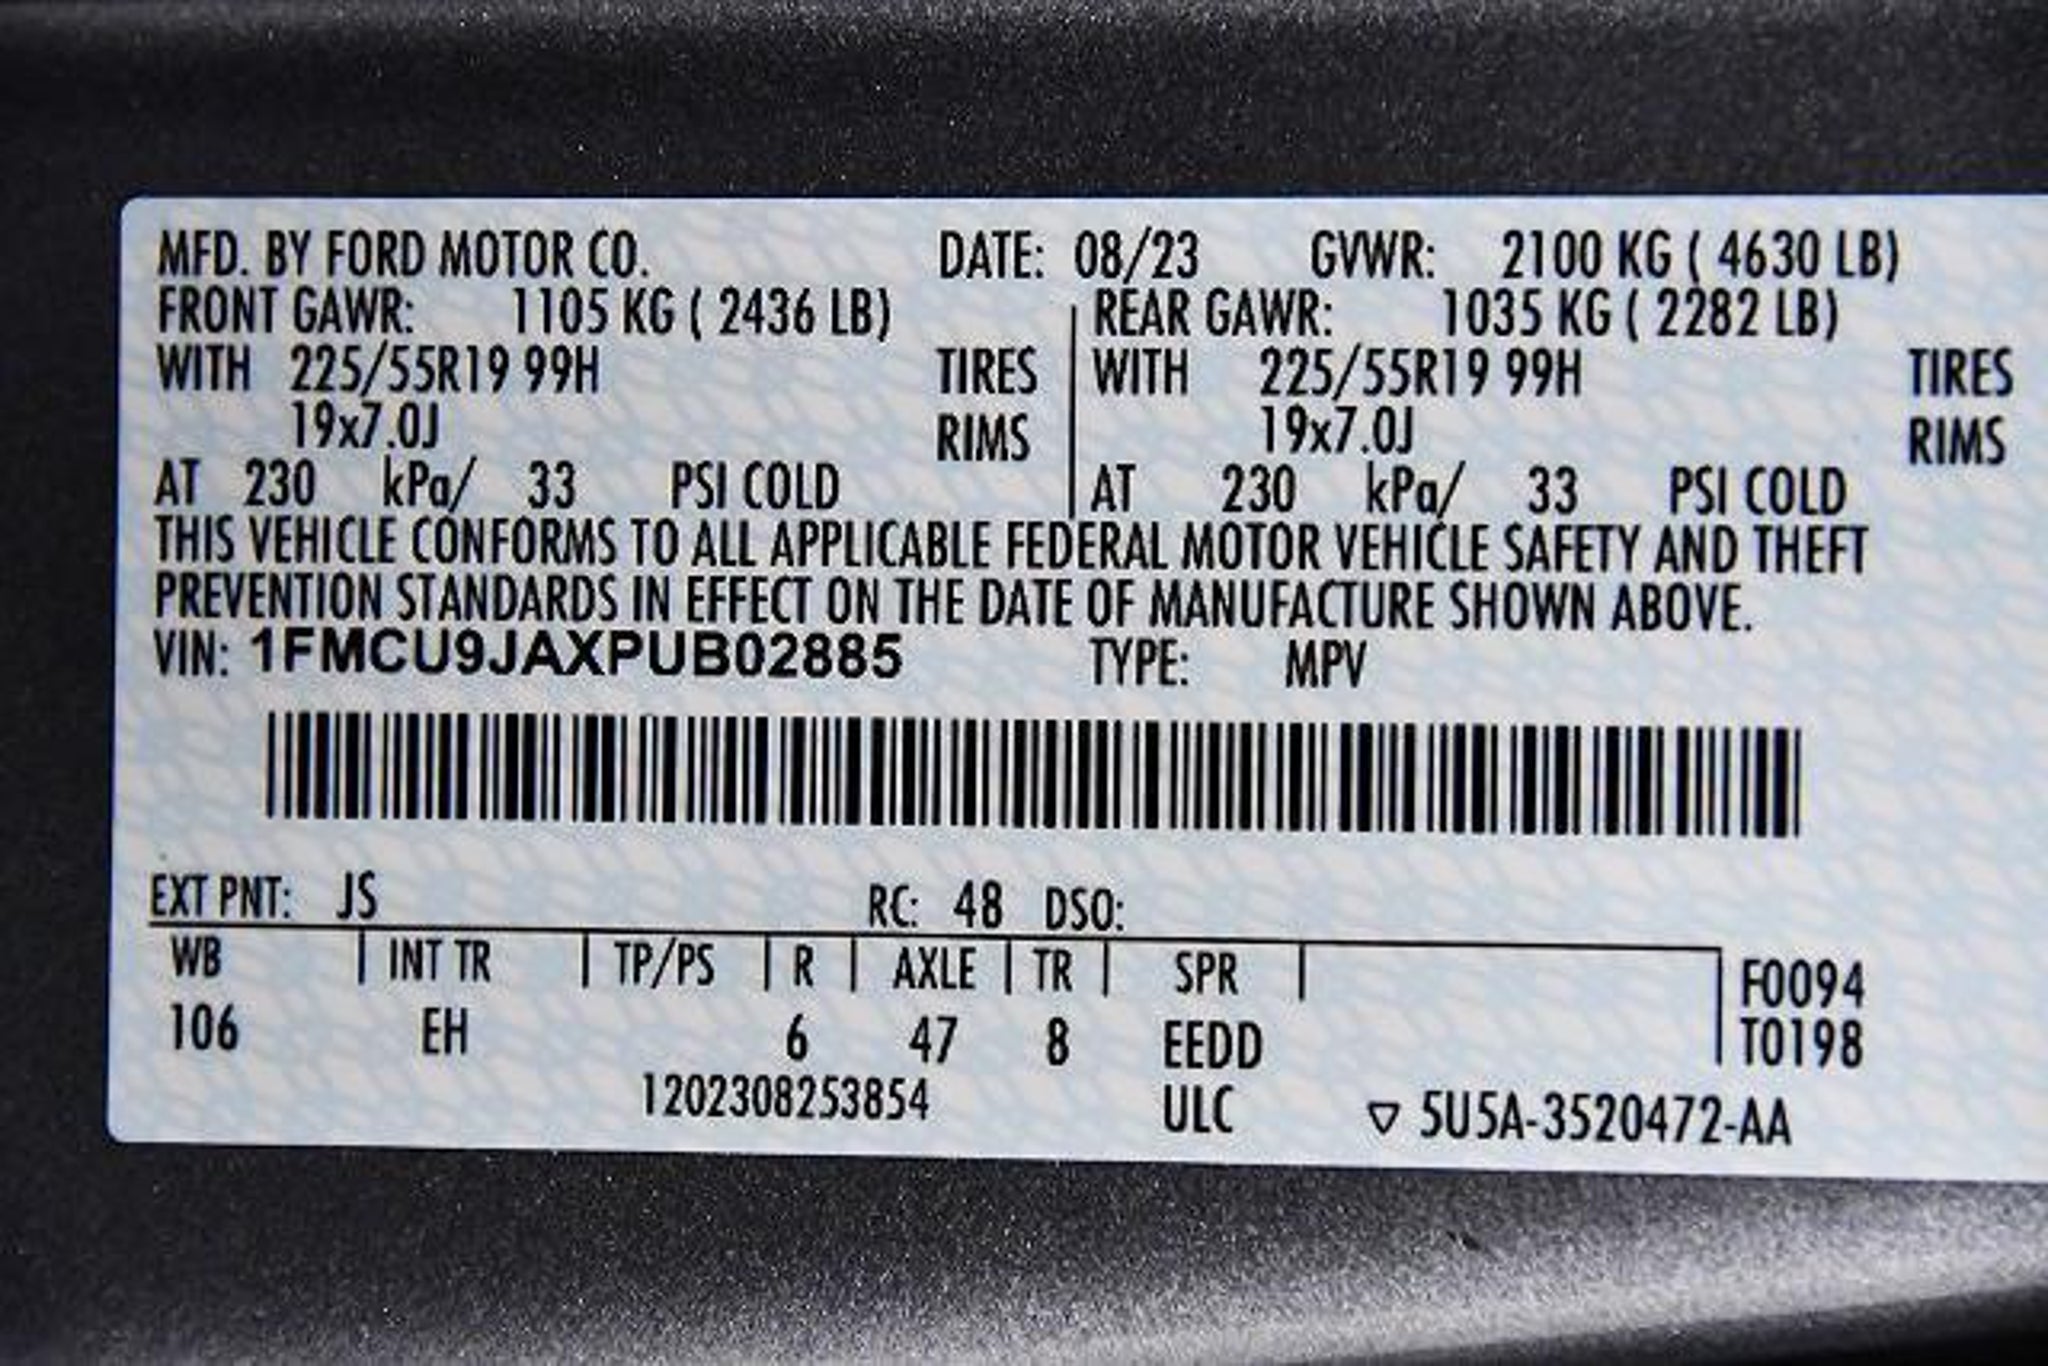 MFD. BY FORD MOTOR CO. DATE: 08/23 GVWR: 2100 KG ( 4630 LB)
FRONT GAWR: 1105 KG ( 2436 LB) REAR GAWR: 1035 KG ( 2282 LB)
WITH 225/55R19 99H TIRES WITH 225/55R19 99H TIRES
19x7.0J RIMS 19x7.0J RIMS
AT 230 kPa/ 33 PSI COLD AT 230 kPa/ 33 PSI COLD
THIS VEHICLE CONFORMS TO ALL APPLICABLE FEDERAL MOTOR VEHICLE SAFETY AND THEFT
PREVENTION STANDARDS IN EFFECT ON THE DATE OF MANUFACTURE SHOWN ABOVE.
VIN: 1FMCU9JAXPUB02885 TYPE: MPV
EXT PNT: JS RC: 48 DSO:
WB INT TR TP/PS R AXLE TR SPR F0094
106 EH 6 47 8 EEDD T0198
1202308253854 ULC ▽ 5U5A-3520472-AA